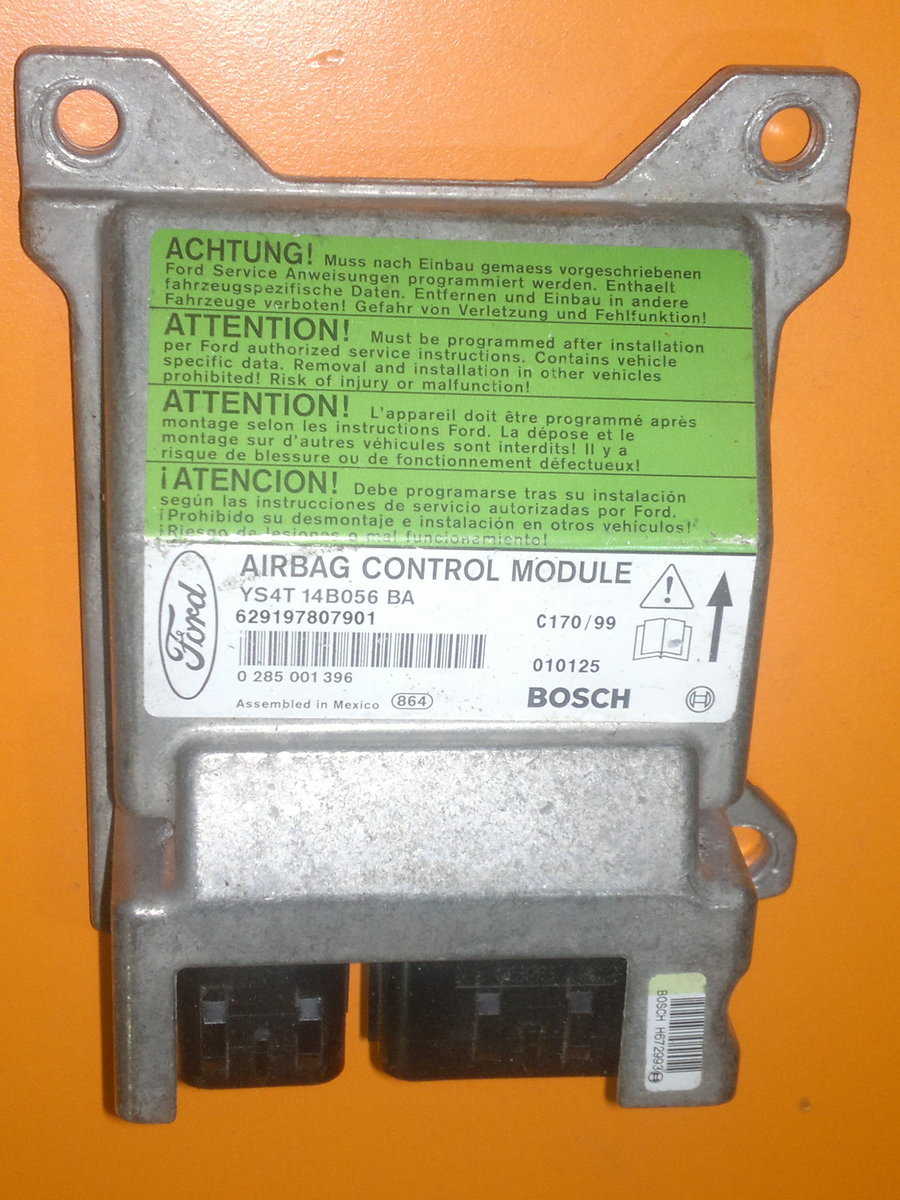 ACHTUNG! Muss nach Einbau gemaess vorgeschriebenen
Ford Service Anweisungen programmiert werden. Enthaelt
fahrzeugspezifische Daten. Entfernen und Einbau in andere
Fahrzeuge verboten! Gefahr von Verletzung und Fehlfunktion!
ATTENTION! Must be programmed after installation
per Ford authorized service instructions. Contains vehicle
specific data. Removal and installation in other vehicles
prohibited! Risk of injury or malfunction!
ATTENTION! L'appareil doit être programmé après
montage selon les instructions Ford. La dépose et le
montage sur d'autres véhicules sont interdits! Il y a
risque de blessure ou de fonctionnement défectueux!
¡ATENCION! Debe programarse tras su instalación
según las instrucciones de servicio autorizadas por Ford.
¡Prohibido su desmontaje e instalación en otros vehículos!
¡Riesgo de lesiones o mal funcionamiento!
Ford
AIRBAG CONTROL MODULE
YS4T 14B056 BA
629197807901
C170/99
010125
0 285 001 396
Assembled in Mexico 864
BOSCH
BOSCH H672993